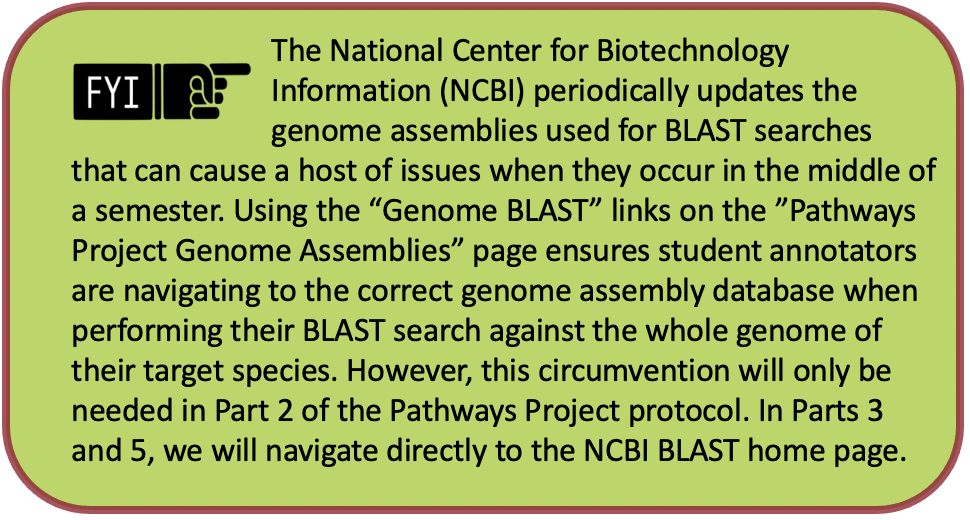 FYI
The National Center for Biotechnology
Information (NCBI) periodically updates the
genome assemblies used for BLAST searches
that can cause a host of issues when they occur in the middle of
a semester. Using the “Genome BLAST” links on the ”Pathways
Project Genome Assemblies” page ensures student annotators
are navigating to the correct genome assembly database when
performing their BLAST search against the whole genome of
their target species. However, this circumvention will only be
needed in Part 2 of the Pathways Project protocol. In Parts 3
and 5, we will navigate directly to the NCBI BLAST home page.